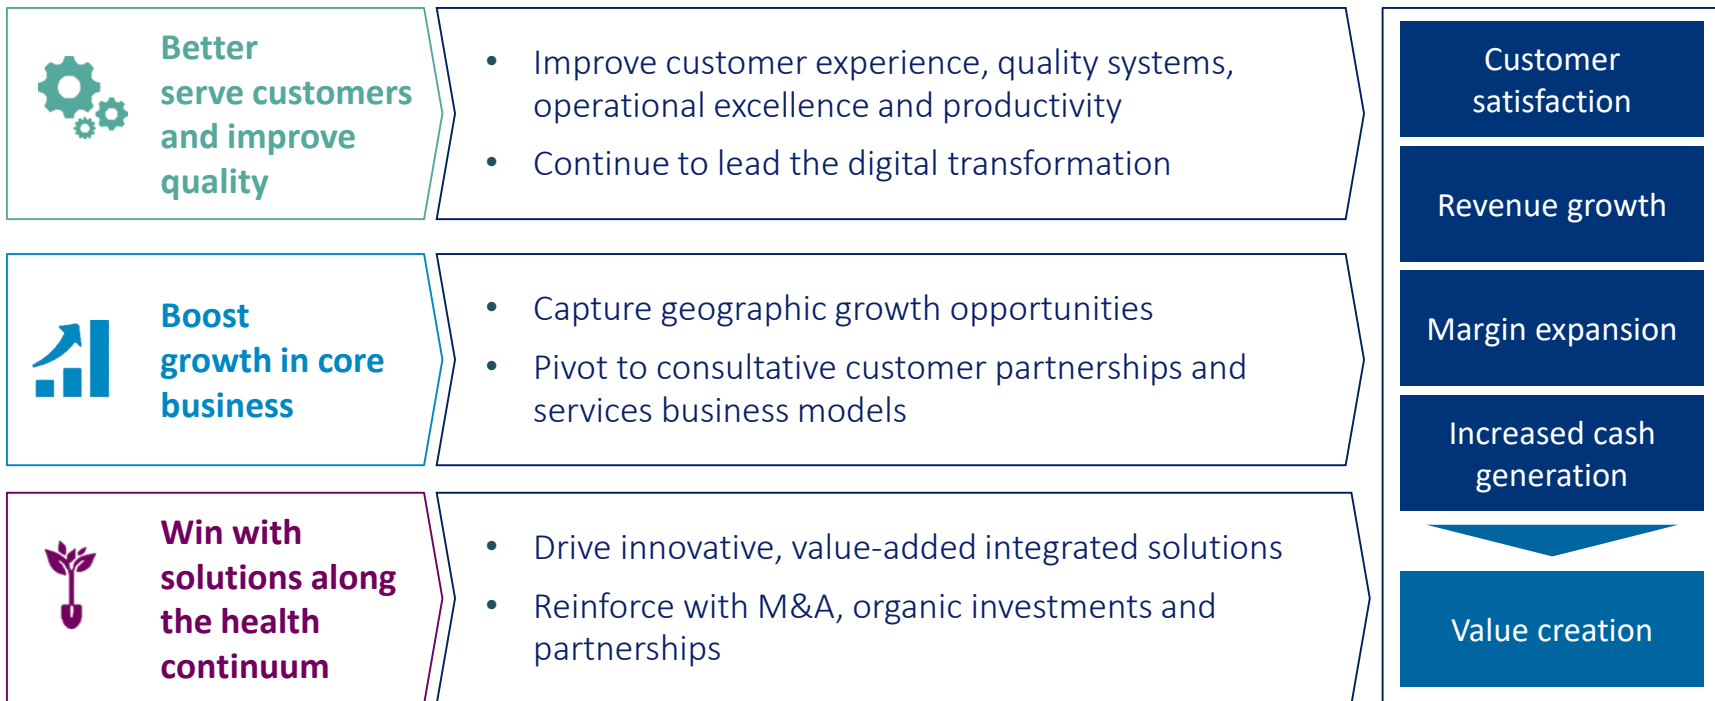 Better
serve customers
and improve
quality
• Improve customer experience, quality systems,
operational excellence and productivity
• Continue to lead the digital transformation
Boost
growth in core
business
• Capture geographic growth opportunities
• Pivot to consultative customer partnerships and
services business models
Win with
solutions along
the health
continuum
• Drive innovative, value-added integrated solutions
• Reinforce with M&A, organic investments and
partnerships
Customer
satisfaction
Revenue growth
Margin expansion
Increased cash
generation
Value creation